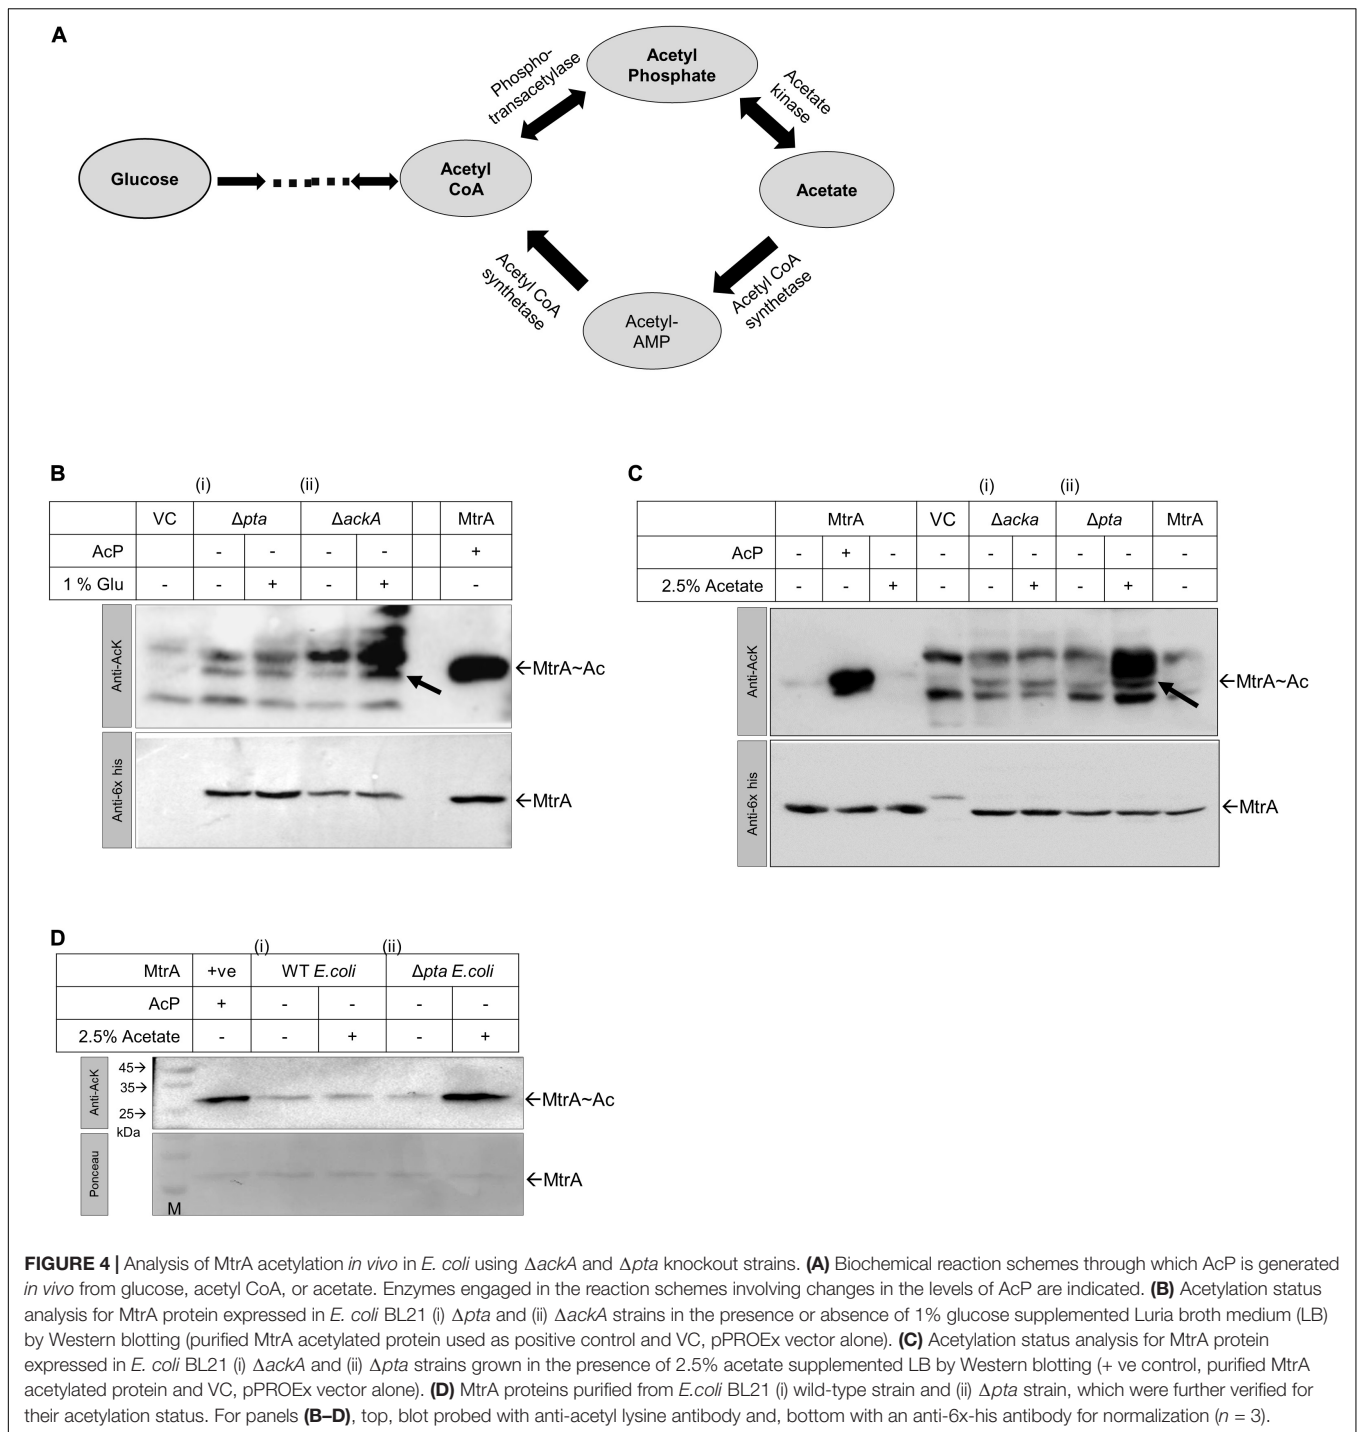 A
Acetyl
Phosphate
Phospho-
transacetylase
Acetate
kinase
Glucose
Acetyl
CoA
Acetate
Acetyl CoA
synthetase
Acetyl CoA
synthetase
Acetyl-
AMP
B
(i) (ii)
VC Δpta ΔackA MtrA
AcP - - - - +
1 % Glu - - + - + -
Anti-AcK
←MtrA~Ac
Anti-6x his
←MtrA
C
(i) (ii)
MtrA VC Δacka Δpta MtrA
AcP - + - - - - - - -
2.5% Acetate - - + - - + - + -
Anti-AcK
←MtrA~Ac
Anti-6x his
←MtrA
D
(i) (ii)
MtrA +ve WT E.coli Δpta E.coli
AcP + - - - -
2.5% Acetate - - + - +
Anti-AcK
45→
35→
25→
kDa
←MtrA~Ac
Ponceau
←MtrA
M
FIGURE 4 | Analysis of MtrA acetylation in vivo in E. coli using ΔackA and Δpta knockout strains. (A) Biochemical reaction schemes through which AcP is generated
in vivo from glucose, acetyl CoA, or acetate. Enzymes engaged in the reaction schemes involving changes in the levels of AcP are indicated. (B) Acetylation status
analysis for MtrA protein expressed in E. coli BL21 (i) Δpta and (ii) ΔackA strains in the presence or absence of 1% glucose supplemented Luria broth medium (LB)
by Western blotting (purified MtrA acetylated protein used as positive control and VC, pPROEx vector alone). (C) Acetylation status analysis for MtrA protein
expressed in E. coli BL21 (i) ΔackA and (ii) Δpta strains grown in the presence of 2.5% acetate supplemented LB by Western blotting (+ ve control, purified MtrA
acetylated protein and VC, pPROEx vector alone). (D) MtrA proteins purified from E.coli BL21 (i) wild-type strain and (ii) Δpta strain, which were further verified for
their acetylation status. For panels (B–D), top, blot probed with anti-acetyl lysine antibody and, bottom with an anti-6x-his antibody for normalization (n = 3).